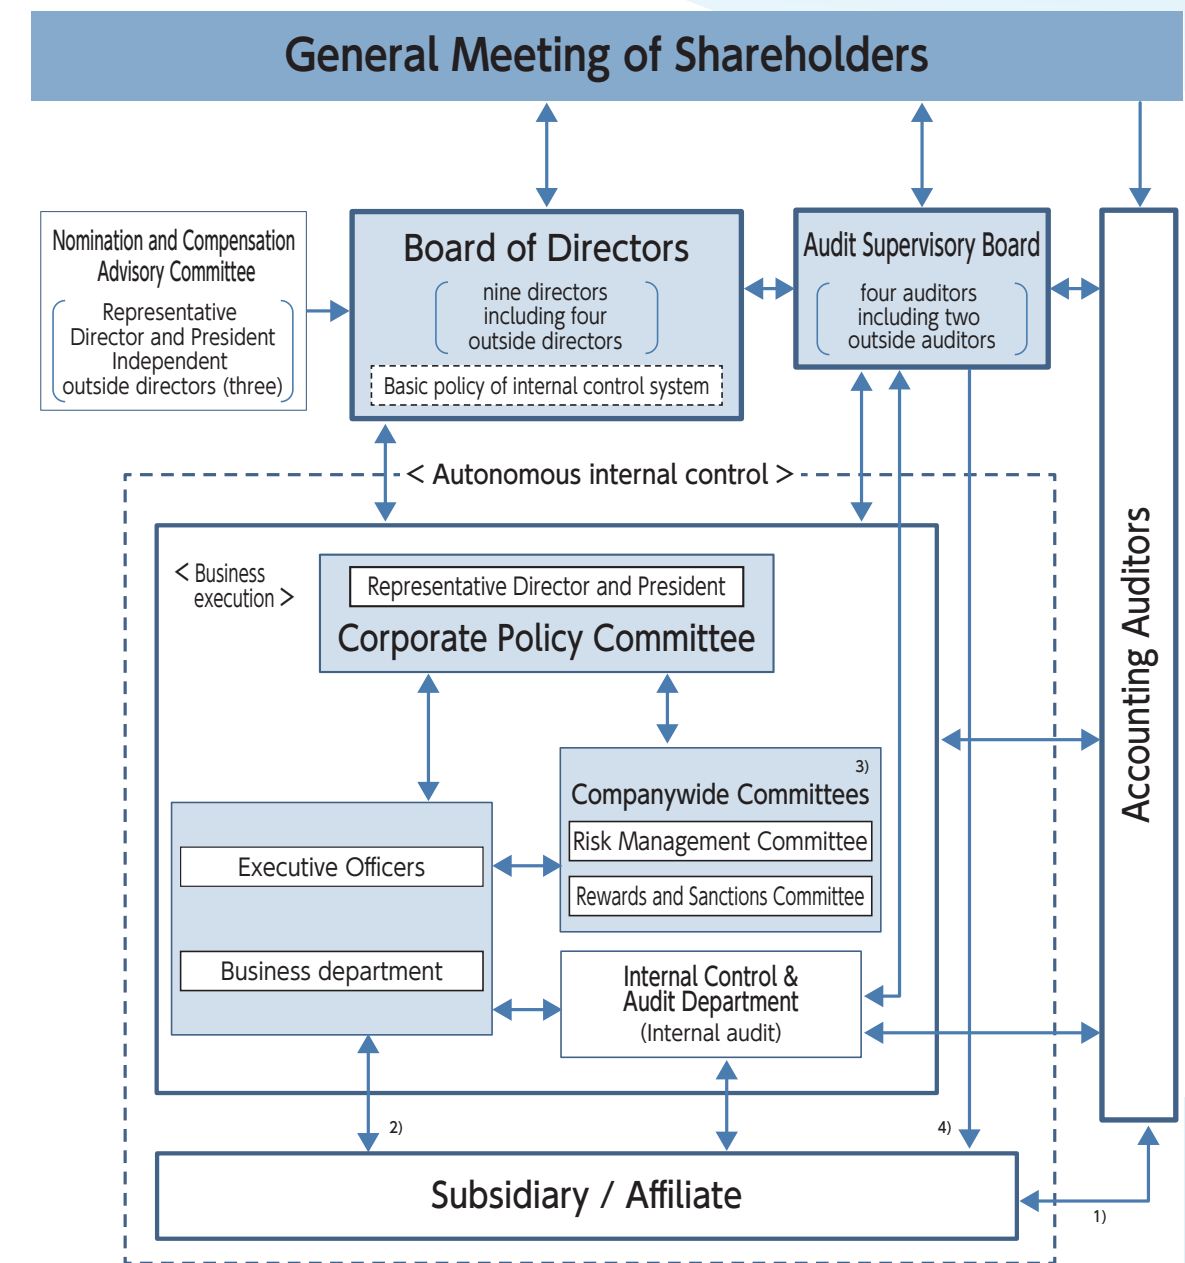 General Meeting of Shareholders
Nomination and Compensation
Advisory Committee
Representative
Director and President
Independent
outside directors (three)
Board of Directors
nine directors
including four
outside directors
Basic policy of internal control system
Audit Supervisory Board
four auditors
including two
outside auditors
Accounting Auditors
< Autonomous internal control >
< Business
execution >
Representative Director and President
Corporate Policy Committee
3)
Companywide Committees
Risk Management Committee
Rewards and Sanctions Committee
Executive Officers
Business department
Internal Control &
Audit Department
(Internal audit)
2)
4)
Subsidiary / Affiliate
1)